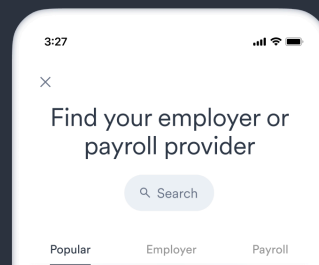 3:27
Find your employer or
payroll provider
Search
Popular Employer Payroll